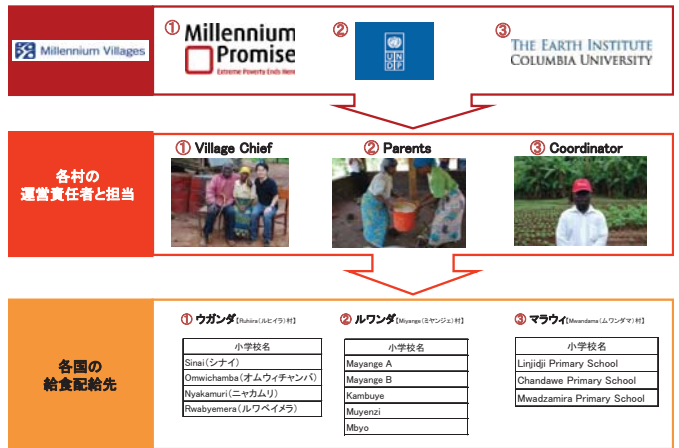 Millennium Villages
①
Millennium
Promise
Extreme Poverty Ends Here
②
UN
DP
③
THE EARTH INSTITUTE
COLUMBIA UNIVERSITY
各村の
運営責任者と担当
① Village Chief
② Parents
③ Coordinator
各国の
給食配給先
① ウガンダ【Ruhiira(ルヒイラ)村】
小学校名
Sinai(シナイ)
Omwichamba(オムウィチャンバ)
Nyakamuri(ニャカムリ)
Rwabyemera(ルワベイメラ)
② ルワンダ【Miyange(ミヤンジェ)村】
小学校名
Mayange A
Mayange B
Kambuye
Muyenzi
Mbyo
③ マラウィ【Mwandama(ムワンダマ)村】
小学校名
Linjidji Primary School
Chandawe Primary School
Mwadzamira Primary School